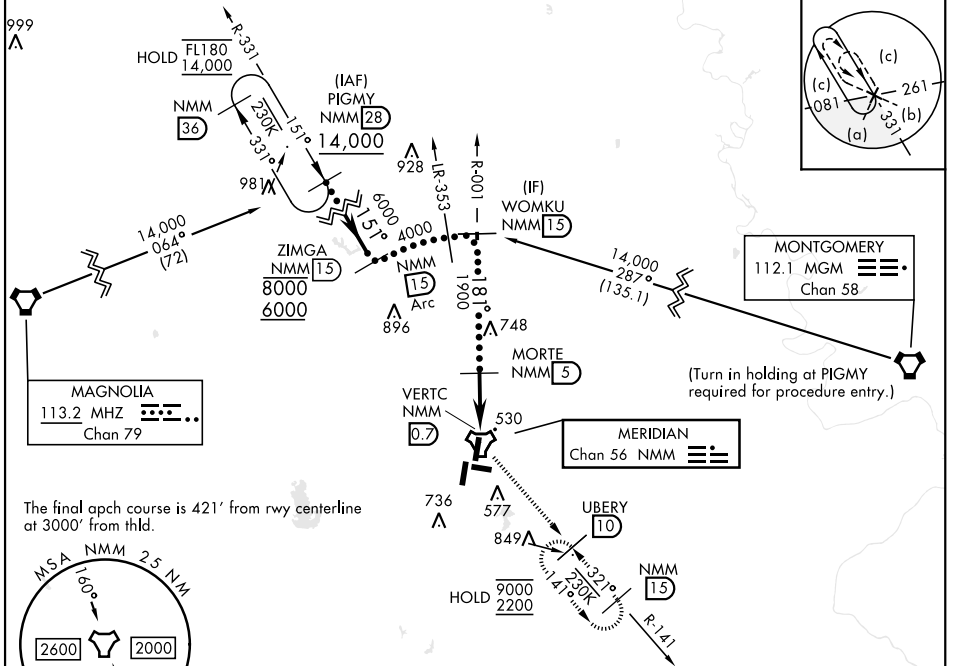 999
HOLD
FL180
14,000
R-331
NMM
36
230K
151°
331°
(IAF)
PIGMY
NMM 28
14,000
981
928
LR-353
R-001
(IF)
WOMKU
NMM 15
6000
151°
4000
ZIMGA
NMM 15
8000
6000
NMM
15
Arc
1900
181°
896
748
14,000
064°
(72)
14,000
287°
(135.1)
(c)
(c)
081
261
(b)
(a)
331
MONTGOMERY
112.1 MGM
Chan 58
(Turn in holding at PIGMY
required for procedure entry.)
MAGNOLIA
113.2 MHZ
Chan 79
MORTE
NMM 5
VERTC
NMM
0.7
530
MERIDIAN
Chan 56 NMM
736
577
UBERY
10
849
321°
230K
141°
NMM
15
HOLD
9000
2200
R-141
The final apch course is 421' from rwy centerline
at 3000' from thld.
MSA NMM 25 NM
160°
2600
2000